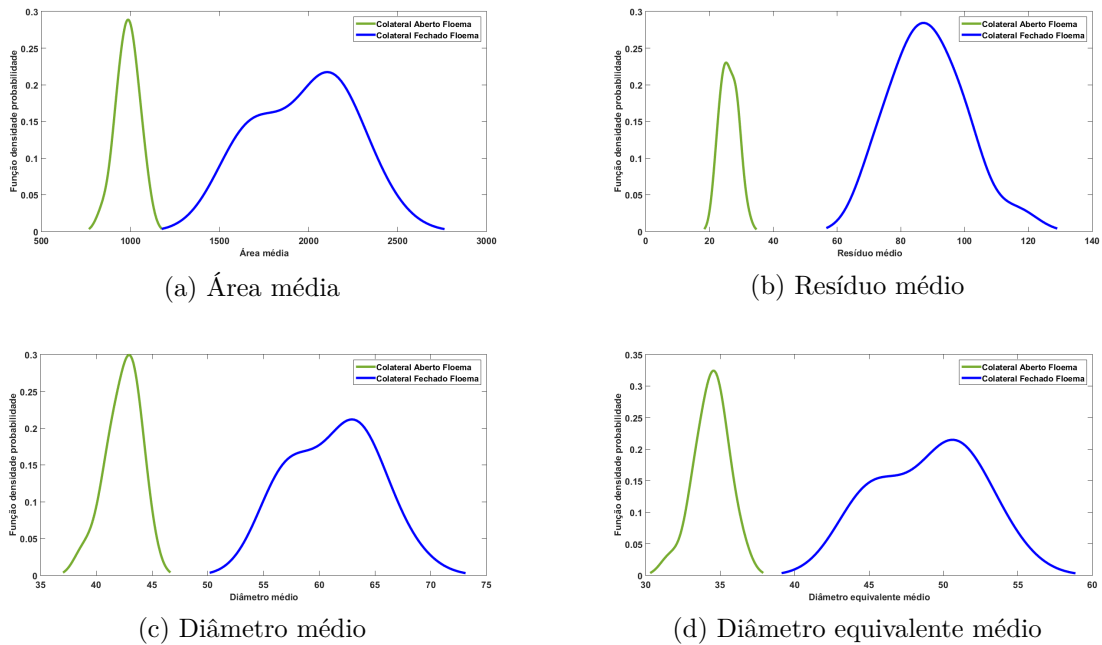 0.3
0.25
0.2
0.15
0.1
0.05
0
Função densidade probabilidade
Colateral Aberto Floema
Colateral Fechado Floema
500 1000 1500 2000 2500 3000
Área média
(a) Área média
0.3
0.25
0.2
0.15
0.1
0.05
0
Função densidade probabilidade
Colateral Aberto Floema
Colateral Fechado Floema
0 20 40 60 80 100 120 140
Resíduo médio
(b) Resíduo médio
0.3
0.25
0.2
0.15
0.1
0.05
0
Função densidade probabilidade
Colateral Aberto Floema
Colateral Fechado Floema
35 40 45 50 55 60 65 70 75
Diâmetro médio
(c) Diâmetro médio
0.35
0.3
0.25
0.2
0.15
0.1
0.05
0
Função densidade probabilidade
Colateral Aberto Floema
Colateral Fechado Floema
30 35 40 45 50 55 60
Diâmetro equivalente médio
(d) Diâmetro equivalente médio